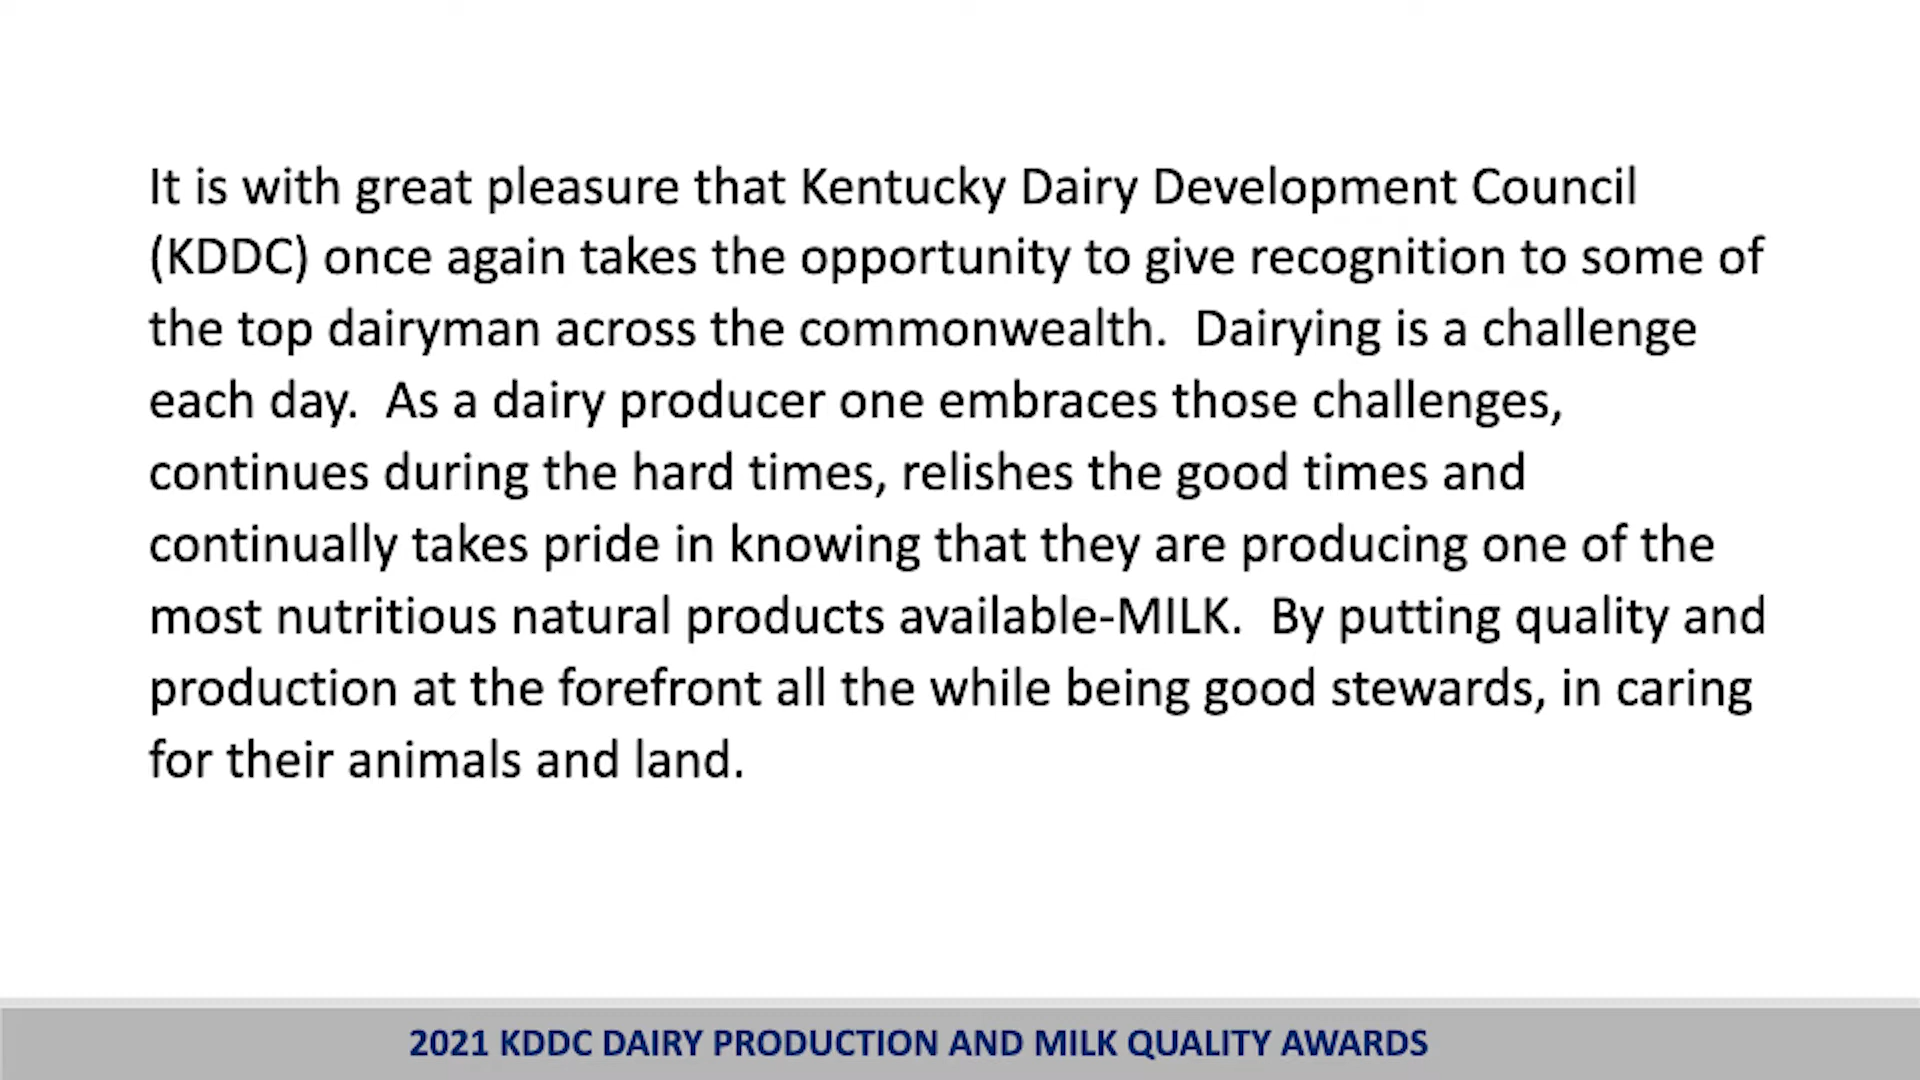 It is with great pleasure that Kentucky Dairy Development Council
(KDDC) once again takes the opportunity to give recognition to some of
the top dairyman across the commonwealth.  Dairying is a challenge
each day.  As a dairy producer one embraces those challenges,
continues during the hard times, relishes the good times and
continually takes pride in knowing that they are producing one of the
most nutritious natural products available-MILK.  By putting quality and
production at the forefront all the while being good stewards, in caring
for their animals and land.
2021 KDDC DAIRY PRODUCTION AND MILK QUALITY AWARDS